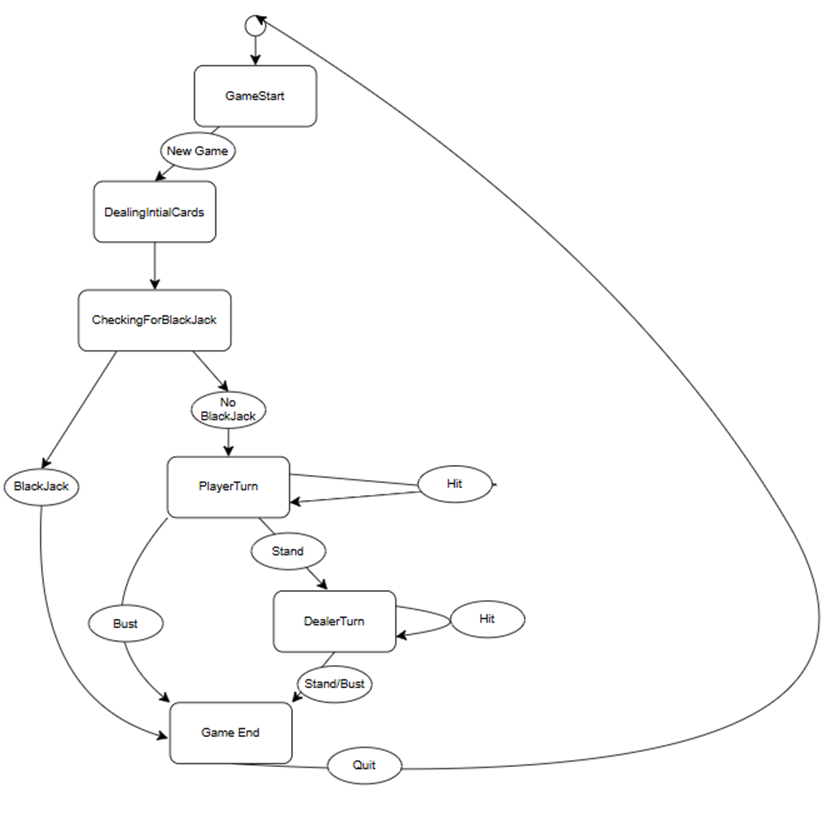 GameStart
New Game
DealingIntialCards
CheckingForBlackJack
No
BlackJack
BlackJack
PlayerTurn
Hit
Stand
Bust
DealerTurn
Hit
Stand/Bust
Game End
Quit